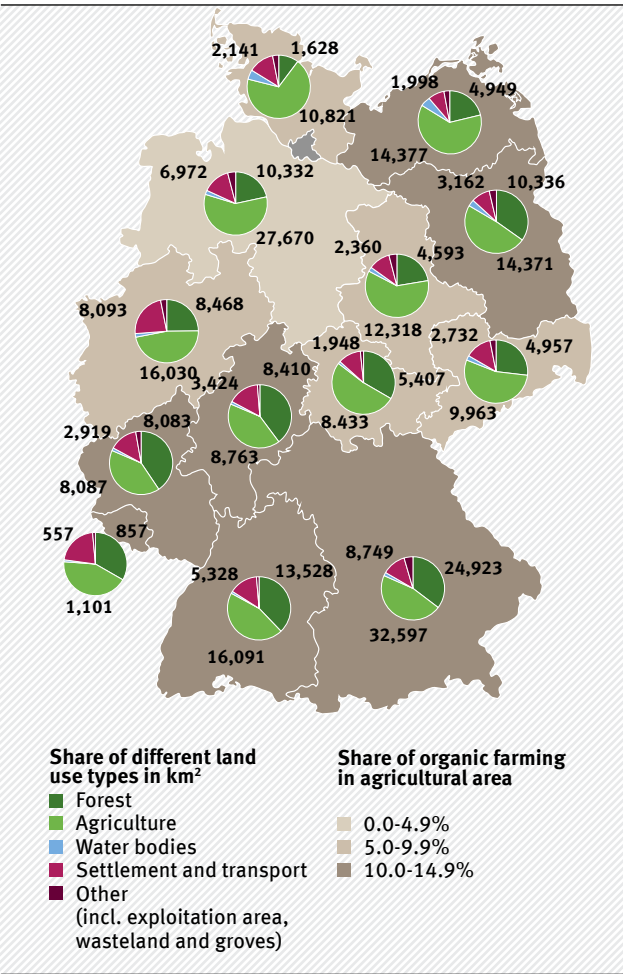 2,141 1,628
10,821
1,998 4,949
14,377
6,972 10,332
27,670
3,162 10,336
14,371
2,360 4,593
12,318
8,093 8,468
16,030
1,948 5,407
8.433
2,732 4,957
9,963
3,424 8,410
8,763
2,919 8,083
8,087
557 857
1,101
5,328 13,528
16,091
8,749 24,923
32,597
Share of different land
use types in km²
Forest
Agriculture
Water bodies
Settlement and transport
Other
(incl. exploitation area,
wasteland and groves)
Share of organic farming
in agricultural area
0.0-4.9%
5.0-9.9%
10.0-14.9%